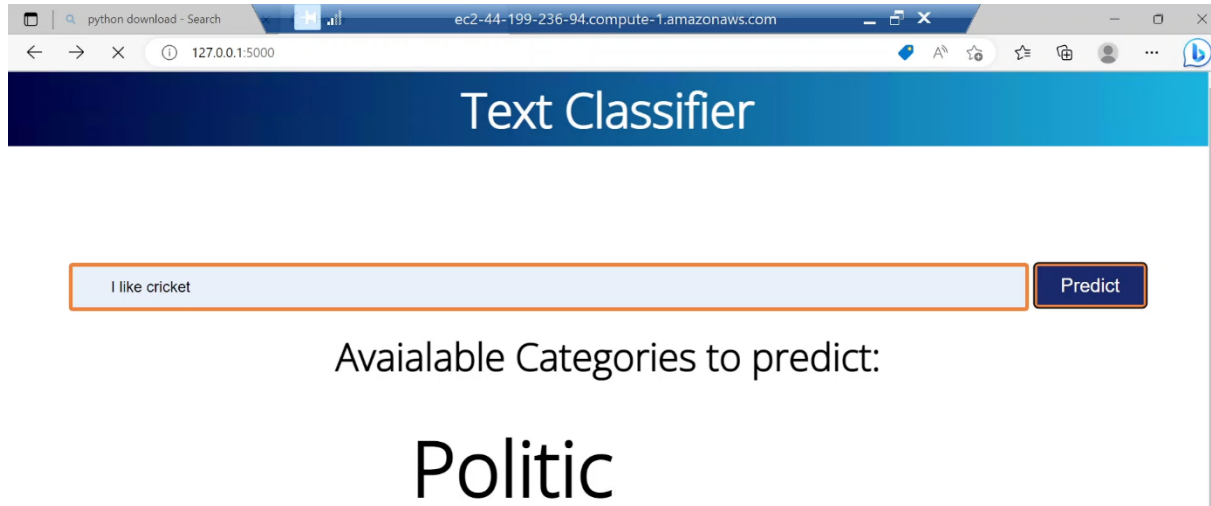 python download - Search
ec2-44-199-236-94.compute-1.amazonaws.com
127.0.0.1:5000
Text Classifier
I like cricket
Predict
Avaialable Categories to predict:
Politic